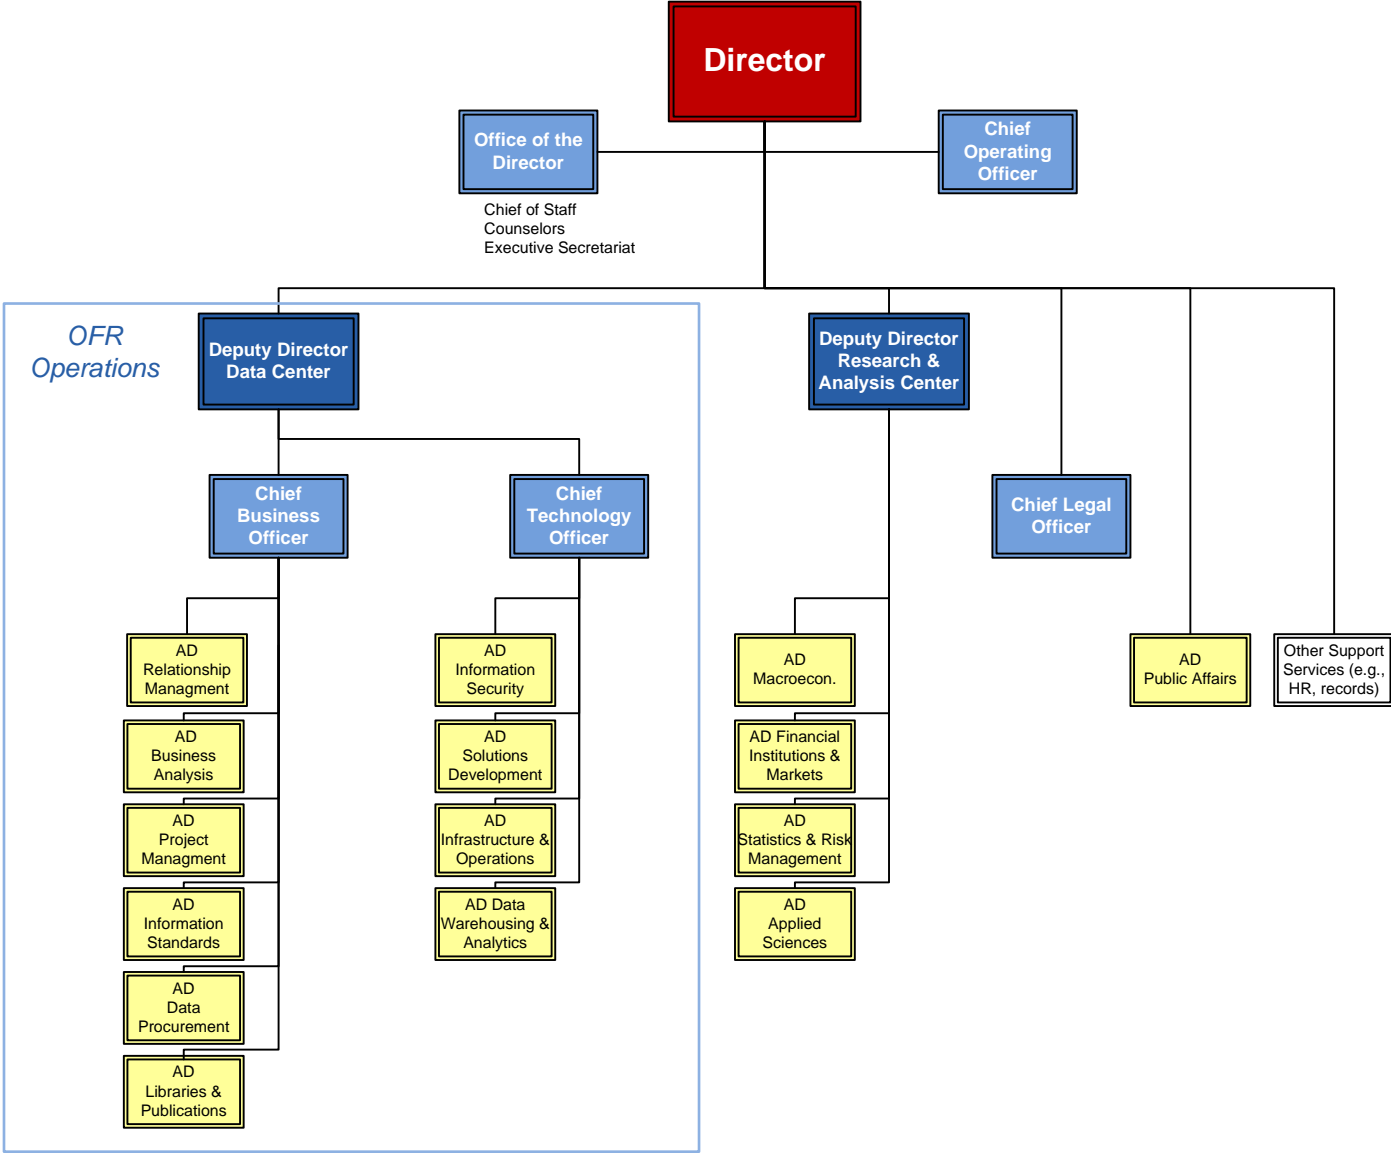 Director
Office of the
Director
Chief
Operating
Officer
Chief of Staff
Counselors
Executive Secretariat
OFR
Operations
Deputy Director
Data Center
Deputy Director
Research &
Analysis Center
Chief
Business
Officer
Chief
Technology
Officer
Chief Legal
Officer
AD
Relationship
Managment
AD
Information
Security
AD
Macroecon.
AD
Public Affairs
Other Support
Services (e.g.,
HR, records)
AD
Business
Analysis
AD
Solutions
Development
AD Financial
Institutions &
Markets
AD
Project
Managment
AD
Infrastructure &
Operations
AD
Statistics & Risk
Management
AD
Information
Standards
AD Data
Warehousing &
Analytics
AD
Applied
Sciences
AD
Data
Procurement
AD
Libraries &
Publications